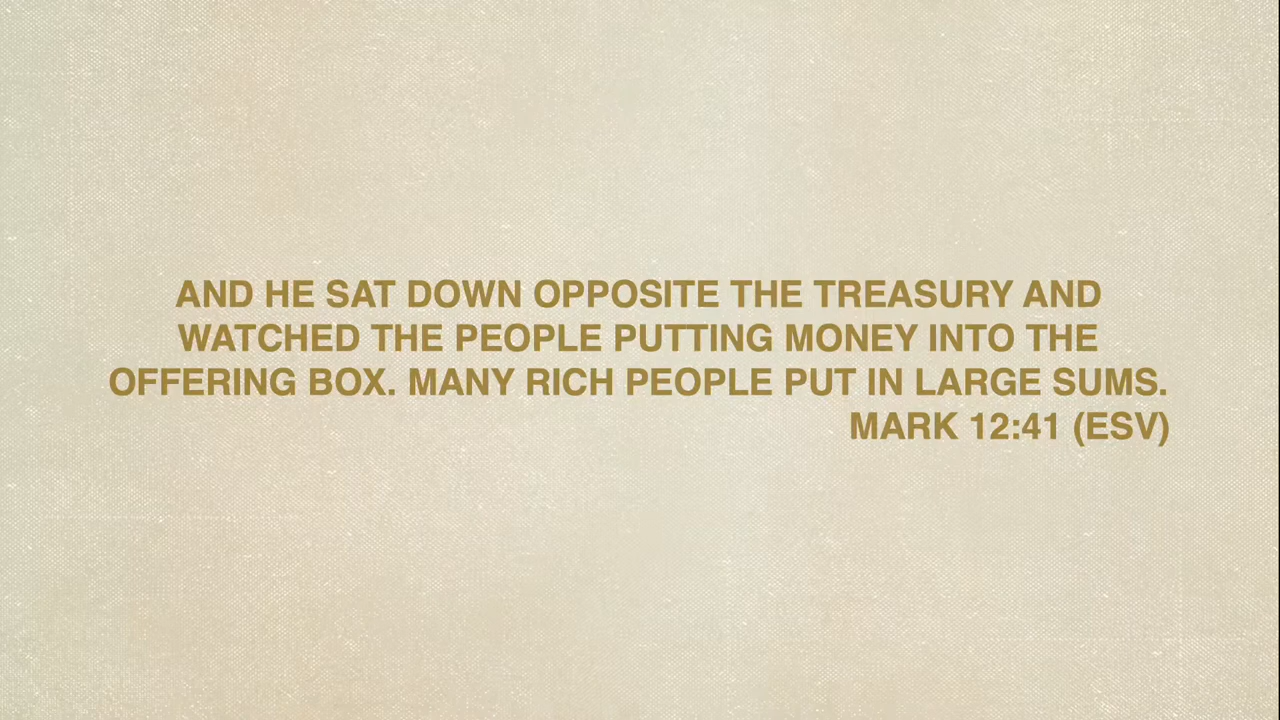 AND HE SAT DOWN OPPOSITE THE TREASURY AND
WATCHED THE PEOPLE PUTTING MONEY INTO THE
OFFERING BOX. MANY RICH PEOPLE PUT IN LARGE SUMS.
MARK 12:41 (ESV)